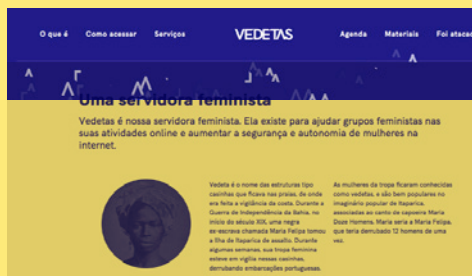 O que é Como acessar Serviços VEDETAS Agenda Materiais Foi atacad
Uma servidora feminista
Vedetas é nossa servidora feminista. Ela existe para ajudar grupos feministas nas
suas atividades online e aumentar a segurança e autonomia de mulheres na
internet.
Vedeta é o nome das estruturas tipo
casinhas que ficava nas praias, de onde
era feita a vigilância da costa. Durante a
Guerra de Independência da Bahia, no
início do século XIX, uma negra
ex-escrava chamada Maria Felipa tomou
a Ilha de Itaparica de assalto. Durante
algumas semanas, sua tropa feminina
esteve em vigília nessas casinhas,
derrubando embarcações portuguesas.
As mulheres da tropa ficaram conhecidas
como vedetas, e são bem populares no
imaginário popular de Itaparica,
associadas ao canto de capoeira Maria
Doze Homens. Maria seria a Maria Felipa,
que teria derrubado 12 homens de uma
vez.